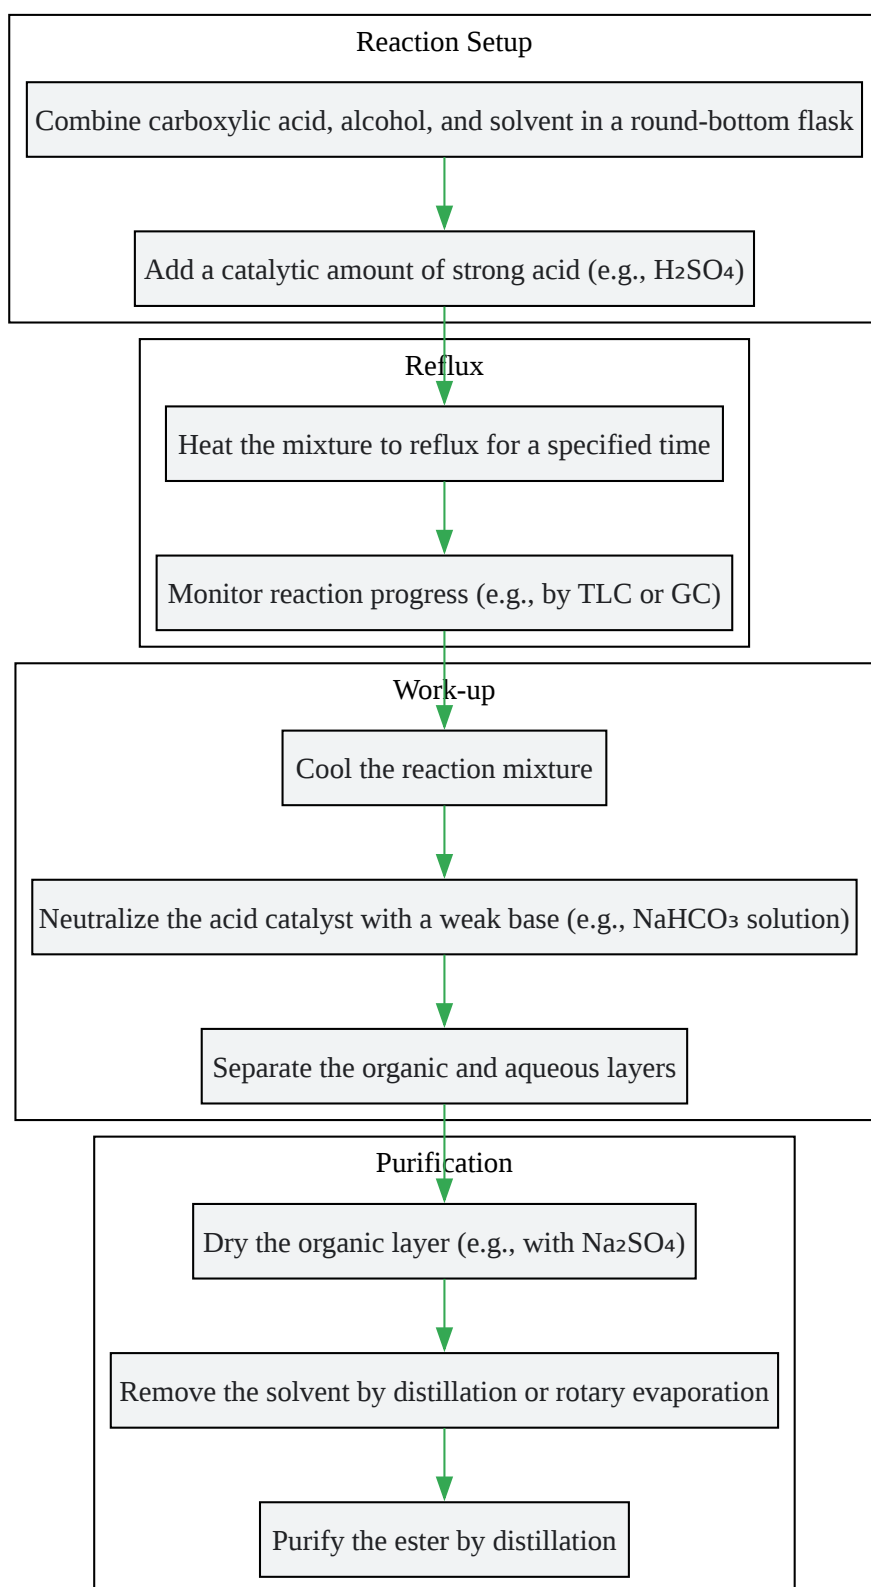 Reaction Setup
Combine carboxylic acid, alcohol, and solvent in a round-bottom flask
Add a catalytic amount of strong acid (e.g., H₂SO₄)
Reflux
Heat the mixture to reflux for a specified time
Monitor reaction progress (e.g., by TLC or GC)
Work-up
Cool the reaction mixture
Neutralize the acid catalyst with a weak base (e.g., NaHCO₃ solution)
Separate the organic and aqueous layers
Purification
Dry the organic layer (e.g., with Na₂SO₄)
Remove the solvent by distillation or rotary evaporation
Purify the ester by distillation